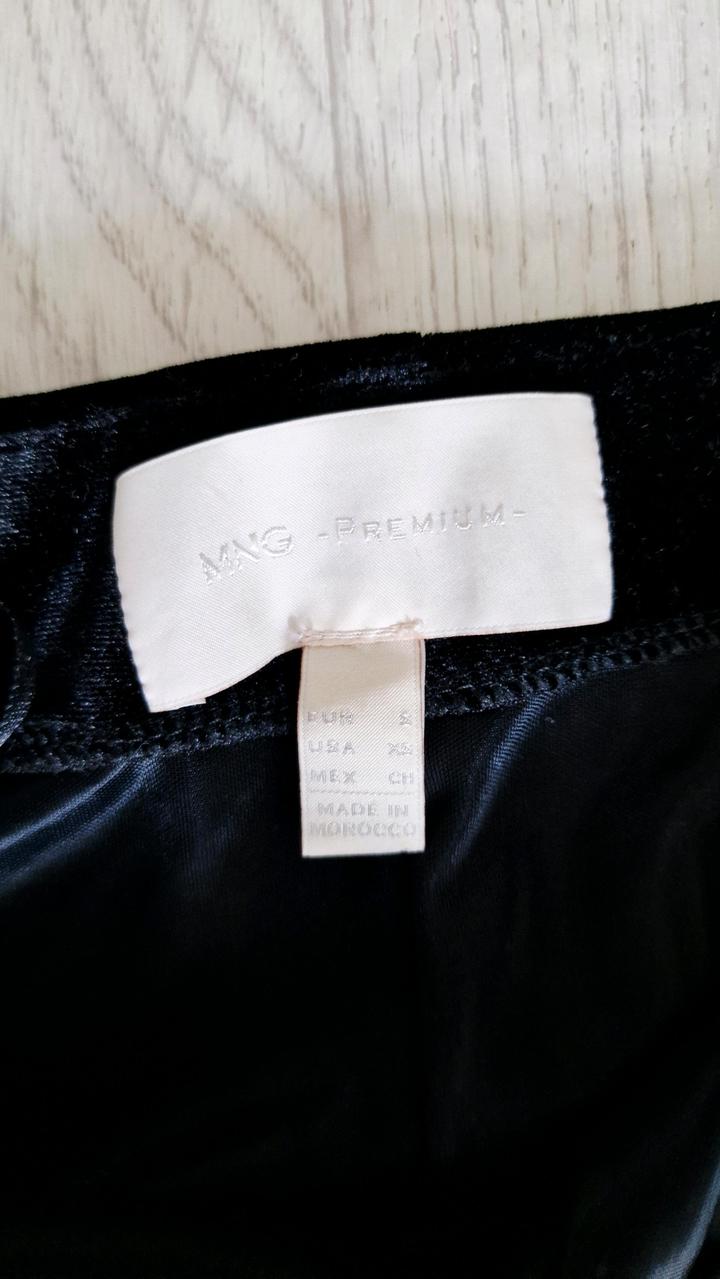 MNG -PREMIUM-
EUR S
USA XS
MEX CH
MADE IN
MOROCCO